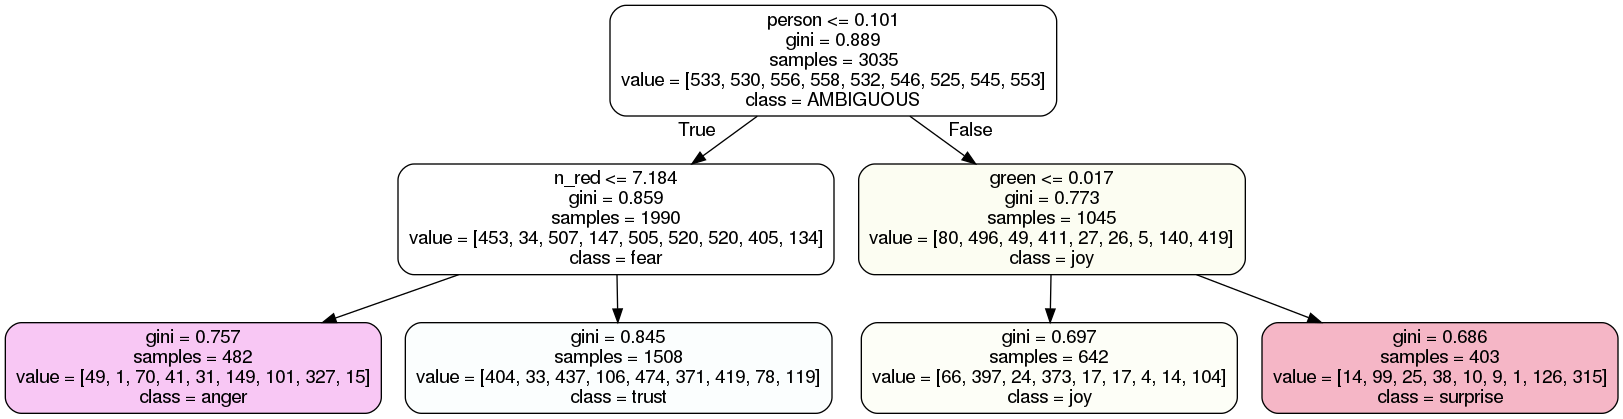 person <= 0.101
gini = 0.889
samples = 3035
value = [533, 530, 556, 558, 532, 546, 525, 545, 553]
class = AMBIGUOUS
True
False
n_red <= 7.184
gini = 0.859
samples = 1990
value = [453, 34, 507, 147, 505, 520, 520, 405, 134]
class = fear
green <= 0.017
gini = 0.773
samples = 1045
value = [80, 496, 49, 411, 27, 26, 5, 140, 419]
class = joy
gini = 0.757
samples = 482
value = [49, 1, 70, 41, 31, 149, 101, 327, 15]
class = anger
gini = 0.845
samples = 1508
value = [404, 33, 437, 106, 474, 371, 419, 78, 119]
class = trust
gini = 0.697
samples = 642
value = [66, 397, 24, 373, 17, 17, 4, 14, 104]
class = joy
gini = 0.686
samples = 403
value = [14, 99, 25, 38, 10, 9, 1, 126, 315]
class = surprise